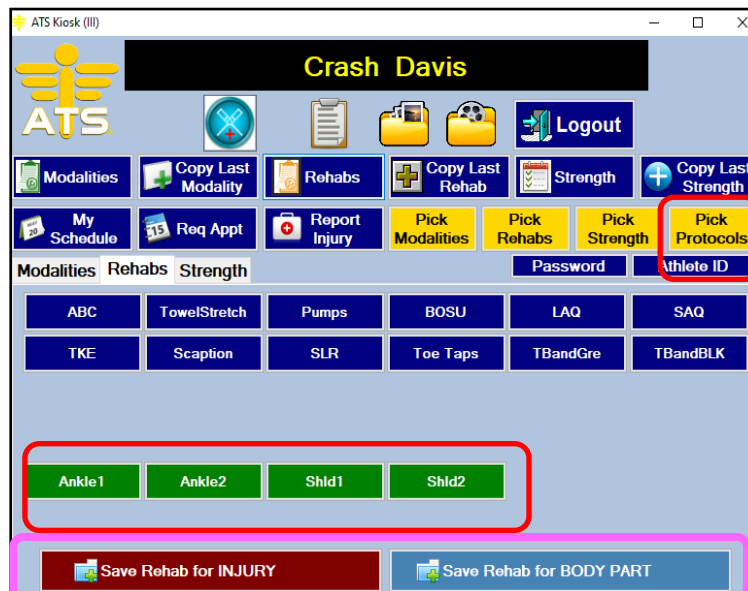 ATS Kiosk (III)
Crash Davis
ATS
Logout
Modalities
Copy Last
Modality
Rehabs
Copy Last
Rehab
Strength
Copy Last
Strength
My
Schedule
15
Req Appt
Report
Injury
Pick
Modalities
Pick
Rehabs
Pick
Strength
Pick
Protocols
Modalities Rehabs Strength
Password
Athlete ID
ABC TowelStretch Pumps BOSU LAQ SAQ
TKE Scaption SLR Toe Taps TBandGre TBandBLK
Ankle1 Ankle2 Shld1 Shld2
Save Rehab for INJURY
Save Rehab for BODY PART